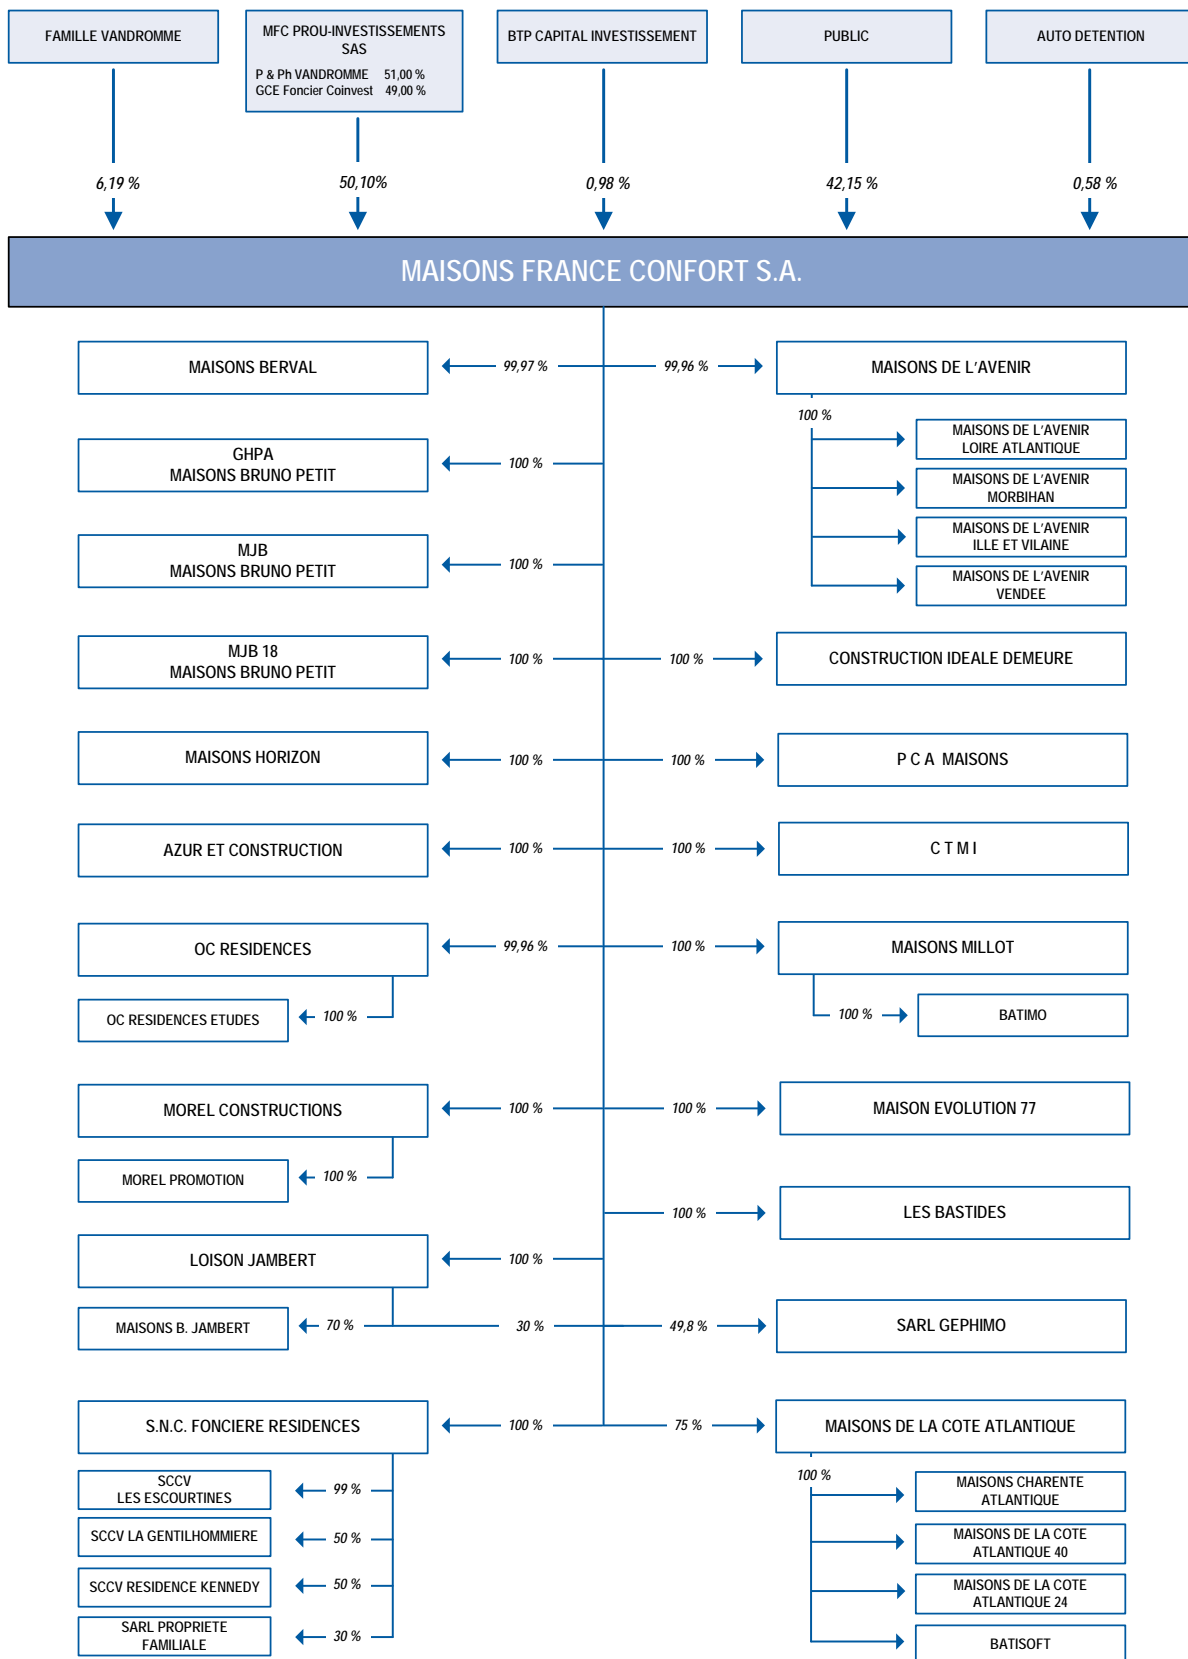 FAMILLE VANDROMME
MFC PROU-INVESTISSEMENTS
SAS
P & Ph VANDROMME 51,00 %
GCE Foncier Coinvest 49,00 %
BTP CAPITAL INVESTISSEMENT
PUBLIC
AUTO DETENTION
6,19 %
50,10%
0,98 %
42,15 %
0,58 %
MAISONS FRANCE CONFORT S.A.
MAISONS BERVAL
99,97 %
99,96 %
MAISONS DE L'AVENIR
100 %
MAISONS DE L'AVENIR
LOIRE ATLANTIQUE
GHPA
MAISONS BRUNO PETIT
100 %
MAISONS DE L'AVENIR
MORBIHAN
MAISONS DE L'AVENIR
ILLE ET VILAINE
MJB
MAISONS BRUNO PETIT
100 %
MAISONS DE L'AVENIR
VENDEE
MJB 18
MAISONS BRUNO PETIT
100 %
100 %
CONSTRUCTION IDEALE DEMEURE
MAISONS HORIZON
100 %
100 %
P C A MAISONS
AZUR ET CONSTRUCTION
100 %
100 %
C T M I
OC RESIDENCES
99,96 %
100 %
MAISONS MILLOT
OC RESIDENCES ETUDES
100 %
100 %
BATIMO
MOREL CONSTRUCTIONS
100 %
100 %
MAISON EVOLUTION 77
MOREL PROMOTION
100 %
100 %
LES BASTIDES
LOISON JAMBERT
100 %
MAISONS B. JAMBERT
70 %
30 %
49,8 %
SARL GEPHIMO
S.N.C. FONCIERE RESIDENCES
100 %
75 %
MAISONS DE LA COTE ATLANTIQUE
100 %
SCCV
LES ESCOURTINES
99 %
MAISONS CHARENTE
ATLANTIQUE
SCCV LA GENTILHOMMIERE
50 %
MAISONS DE LA COTE
ATLANTIQUE 40
SCCV RESIDENCE KENNEDY
50 %
MAISONS DE LA COTE
ATLANTIQUE 24
SARL PROPRIETE
FAMILIALE
30 %
BATISOFT